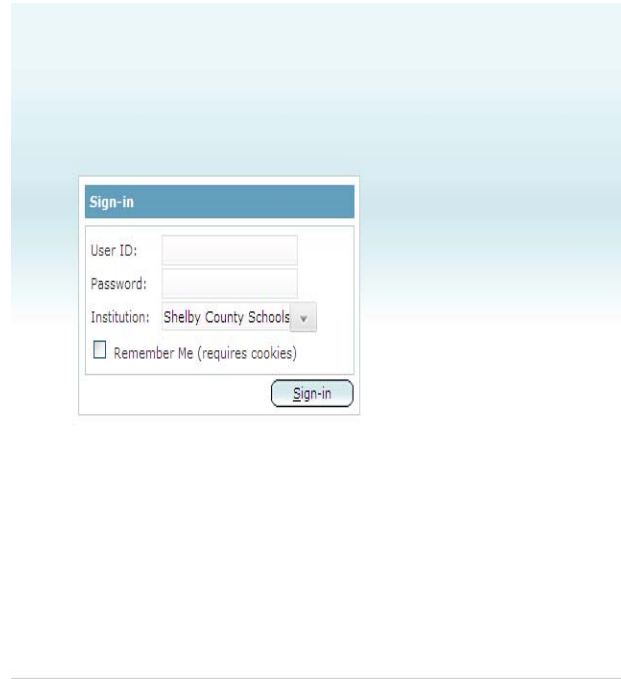 Sign-in
User ID:
Password:
Institution: Shelby County Schools
Remember Me (requires cookies)
Sign-in